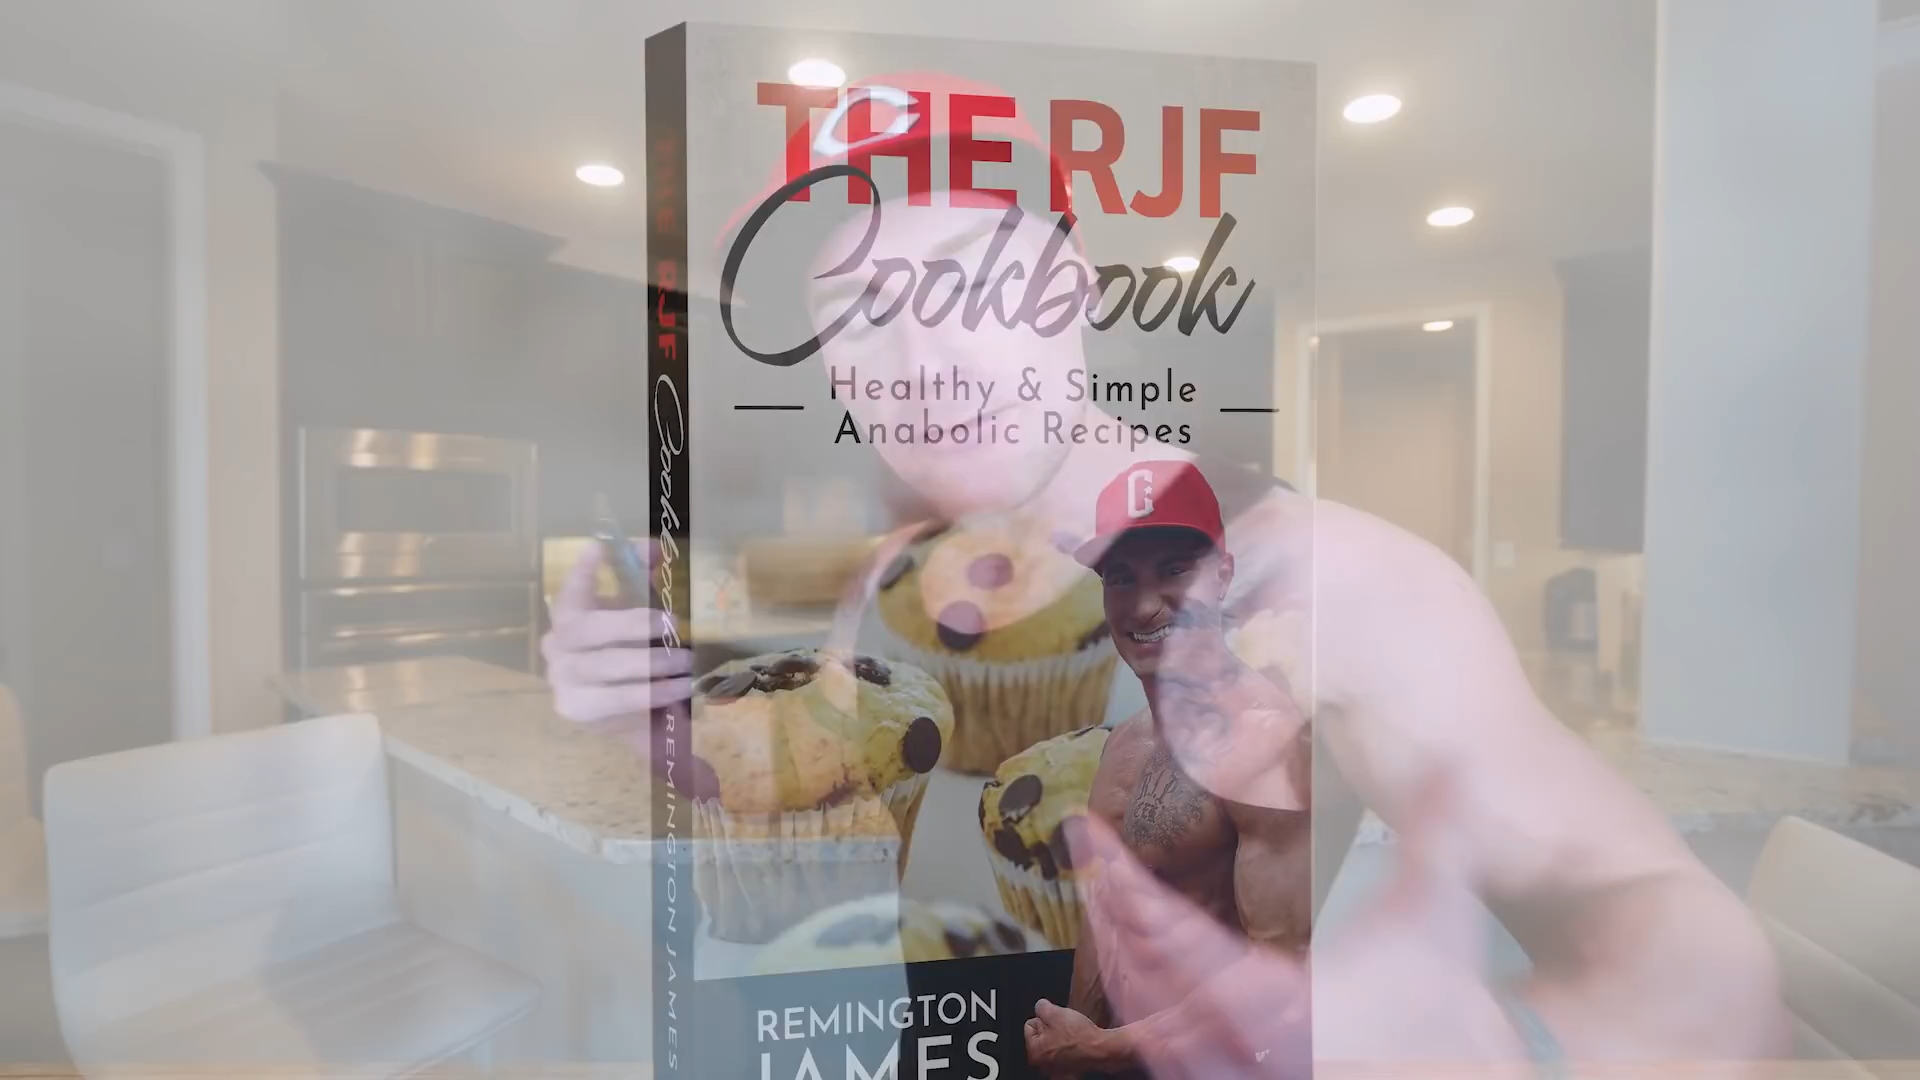 THE RJF
Cookbook
Healthy & Simple
Anabolic Recipes
C
C
R.I.P
REMINGTON
JAMES
THE RJF Cookbook REMINGTON JAMES